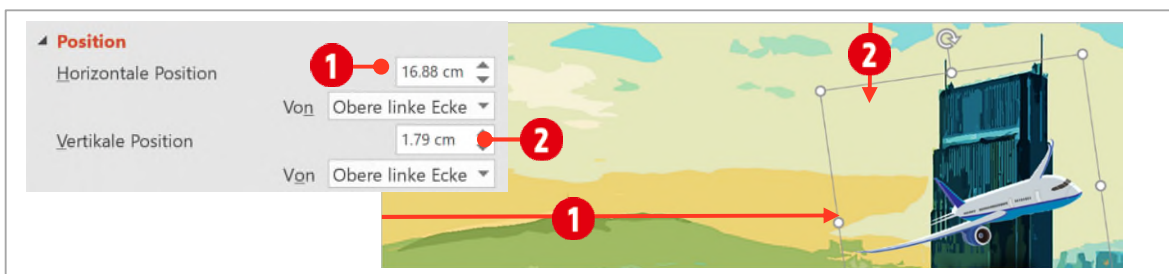 Position
Horizontale Position
1
16.88 cm
Von Obere linke Ecke
Vertikale Position
1.79 cm
2
Von Obere linke Ecke
2
1